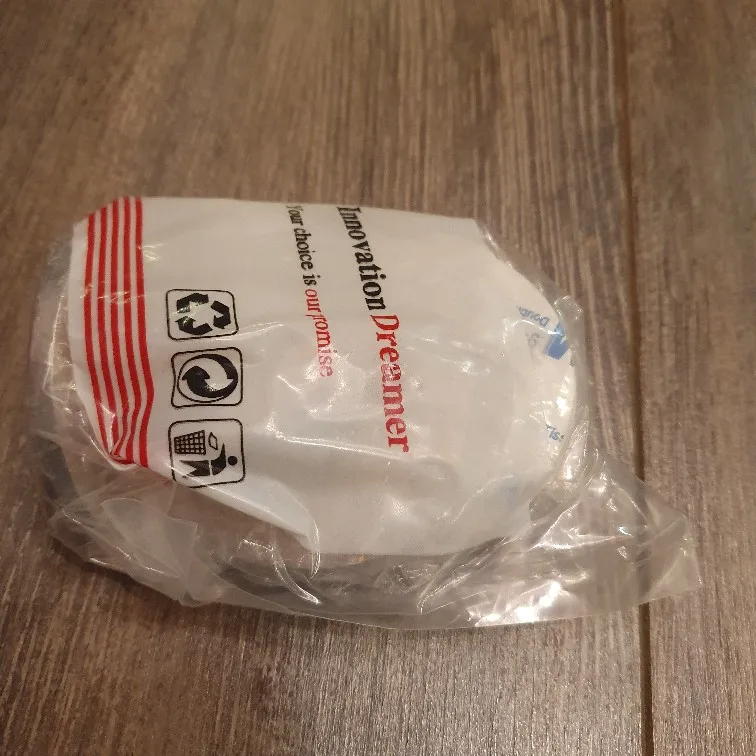 Innovation Dreamer
Your choice is our promise